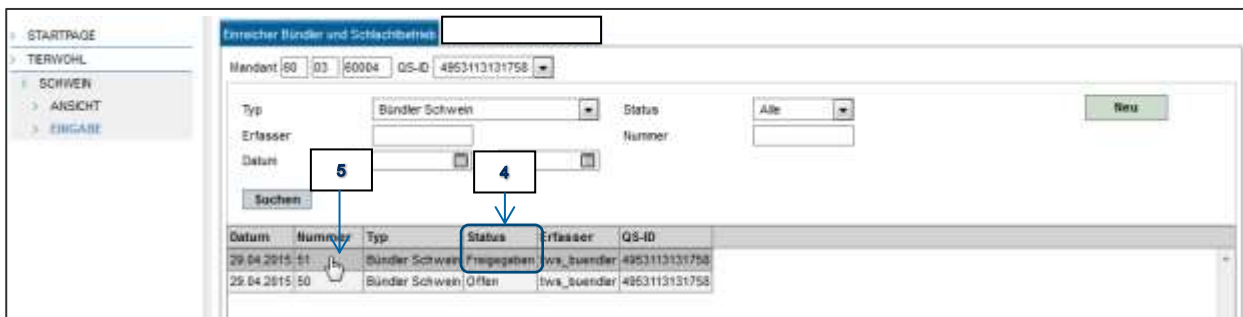 STARTPAGE
TIERWOHL
SCHWEIN
ANSICHT
EINGABE
Einreicher Bündler und Schlachtbetrieb
Mandant 60 03 60004 QS-ID 4953113131758
Typ Bündler Schwein Status Alle Neu
Erfasser Nummer
Datum
5
4
Suchen
Datum Nummer Typ Status Erfasser QS-ID
29.04.2015 51 Bündler Schwein Freigegeben tws_buendler 4953113131758
29.04.2015 50 Bündler Schwein Offen tws_buendler 4953113131758